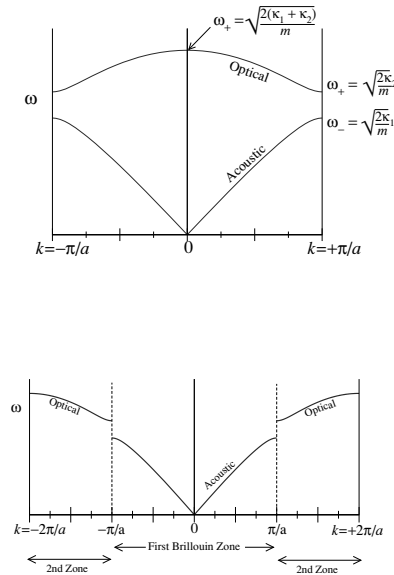 ω₊ = √(2(κ₁ + κ₂)/m)
Optical
ω₊ = √(2κ₂/m)
ω
ω₋ = √(2κ₁/m)
Acoustic
k=−π/a
0
k=+π/a
ω
Optical
Optical
Acoustic
k=−2π/a
−π/a
0
π/a
k=+2π/a
First Brillouin Zone
2nd Zone
2nd Zone